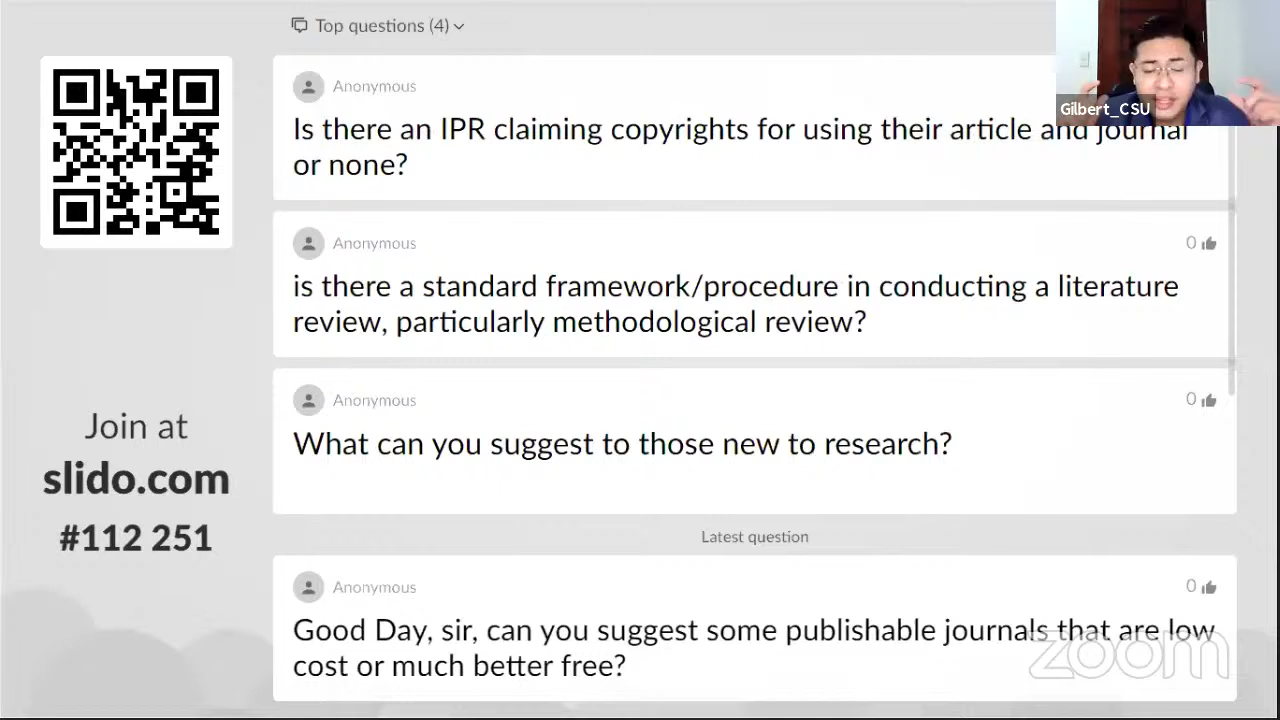 Top questions (4)
Gilbert_CSU
Anonymous
Is there an IPR claiming copyrights for using their article and journal
or none?
Anonymous
0
is there a standard framework/procedure in conducting a literature
review, particularly methodological review?
Anonymous
0
What can you suggest to those new to research?
Join at
slido.com
#112 251
Latest question
Anonymous
0
Good Day, sir, can you suggest some publishable journals that are low
cost or much better free?
zoom